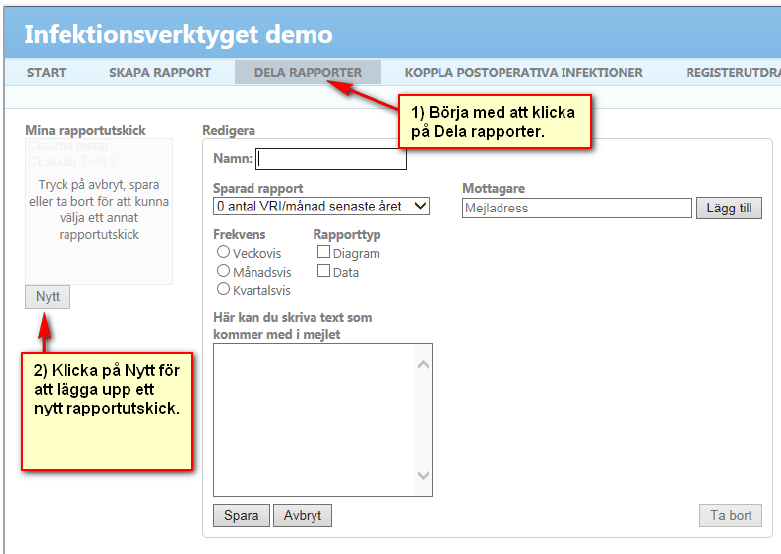 Infektionsverktyget demo
START SKAPA RAPPORT DELA RAPPORTER KOPPLA POSTOPERATIVA INFEKTIONER REGISTERUTDRA
1) Börja med att klicka
på Dela rapporter.
Mina rapportutskick
Claudia testar
CLaudia Test 2
Tryck på avbryt, spara
eller ta bort för att kunna
välja ett annat
rapportutskick
Nytt
2) Klicka på Nytt för
att lägga upp ett
nytt rapportutskick.
Redigera
Namn:
Sparad rapport
0 antal VRI/månad senaste året
Mottagare
Mejladress
Lägg till
Frekvens
Veckovis
Månadsvis
Kvartalsvis
Rapporttyp
Diagram
Data
Här kan du skriva text som
kommer med i mejlet
Spara
Avbryt
Ta bort